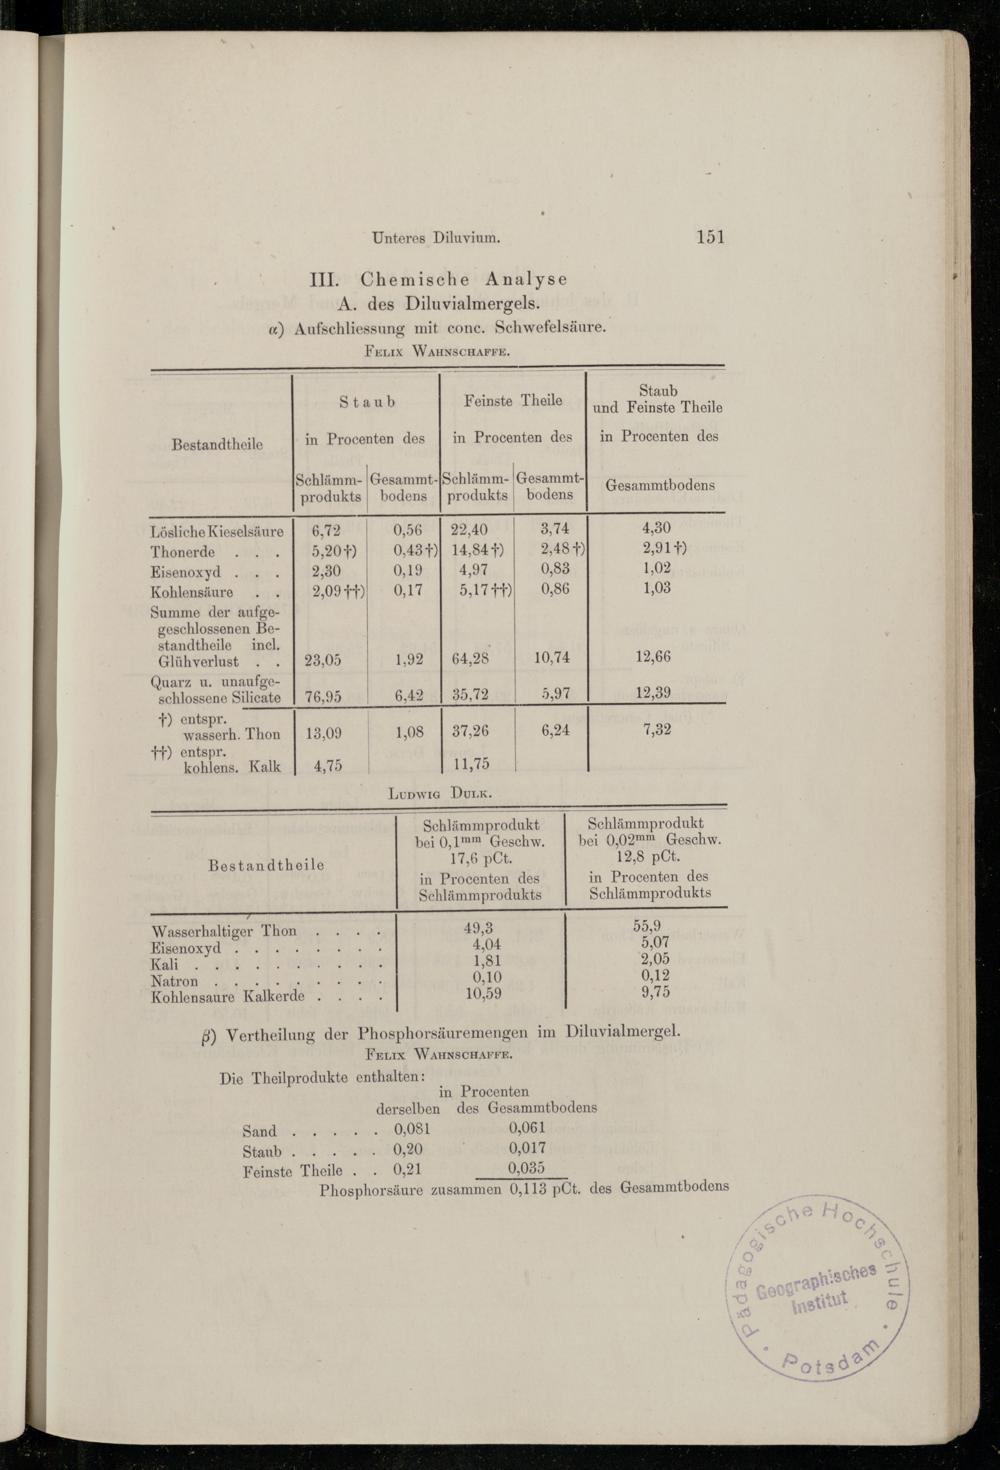 Unteres Diluvium. 151
III. Chemische Analyse
A. des Diluvialmergels.
α) Aufschliessung mit conc. Schwefelsäure.
Felix Wahnschaffe.
Bestandtheile
Staub
in Procenten des
Schlämm-produkts Gesammt-bodens
Feinste Theile
in Procenten des
Schlämm-produkts Gesammt-bodens
Staub
und Feinste Theile
in Procenten des
Gesammtbodens
Lösliche Kieselsäure 6,72 0,56 22,40 3,74 4,30
Thonerde . . . 5,20†) 0,43†) 14,84†) 2,48†) 2,91†)
Eisenoxyd . . . 2,30 0,19 4,97 0,83 1,02
Kohlensäure . . 2,09††) 0,17 5,17††) 0,86 1,03
Summe der aufge-
geschlossenen Be-
standtheile incl.
Glühverlust . . 23,05 1,92 64,28 10,74 12,66
Quarz u. unaufge-
schlossene Silicate 76,95 6,42 35,72 5,97 12,39
†) entspr.
wasserh. Thon 13,09 1,08 37,26 6,24 7,32
††) entspr.
kohlens. Kalk 4,75 11,75
Ludwig Dulk.
Bestandtheile
Schlämmprodukt
bei 0,1mm Geschw.
17,6 pCt.
in Procenten des
Schlämmprodukts
Schlämmprodukt
bei 0,02mm Geschw.
12,8 pCt.
in Procenten des
Schlämmprodukts
Wasserhaltiger Thon . . . . 49,3 55,9
Eisenoxyd . . . . . . . . 4,04 5,07
Kali . . . . . . . . . . 1,81 2,05
Natron . . . . . . . . . 0,10 0,12
Kohlensaure Kalkerde . . . . 10,59 9,75
β) Vertheilung der Phosphorsäuremengen im Diluvialmergel.
Felix Wahnschaffe.
Die Theilprodukte enthalten:
in Procenten
derselben des Gesammtbodens
Sand . . . . . 0,081 0,061
Staub . . . . . 0,20 0,017
Feinste Theile . . 0,21 0,035
Phosphorsäure zusammen 0,113 pCt. des Gesammtbodens
Pädagogische Hochschule
Geographisches
Institut
Potsdam